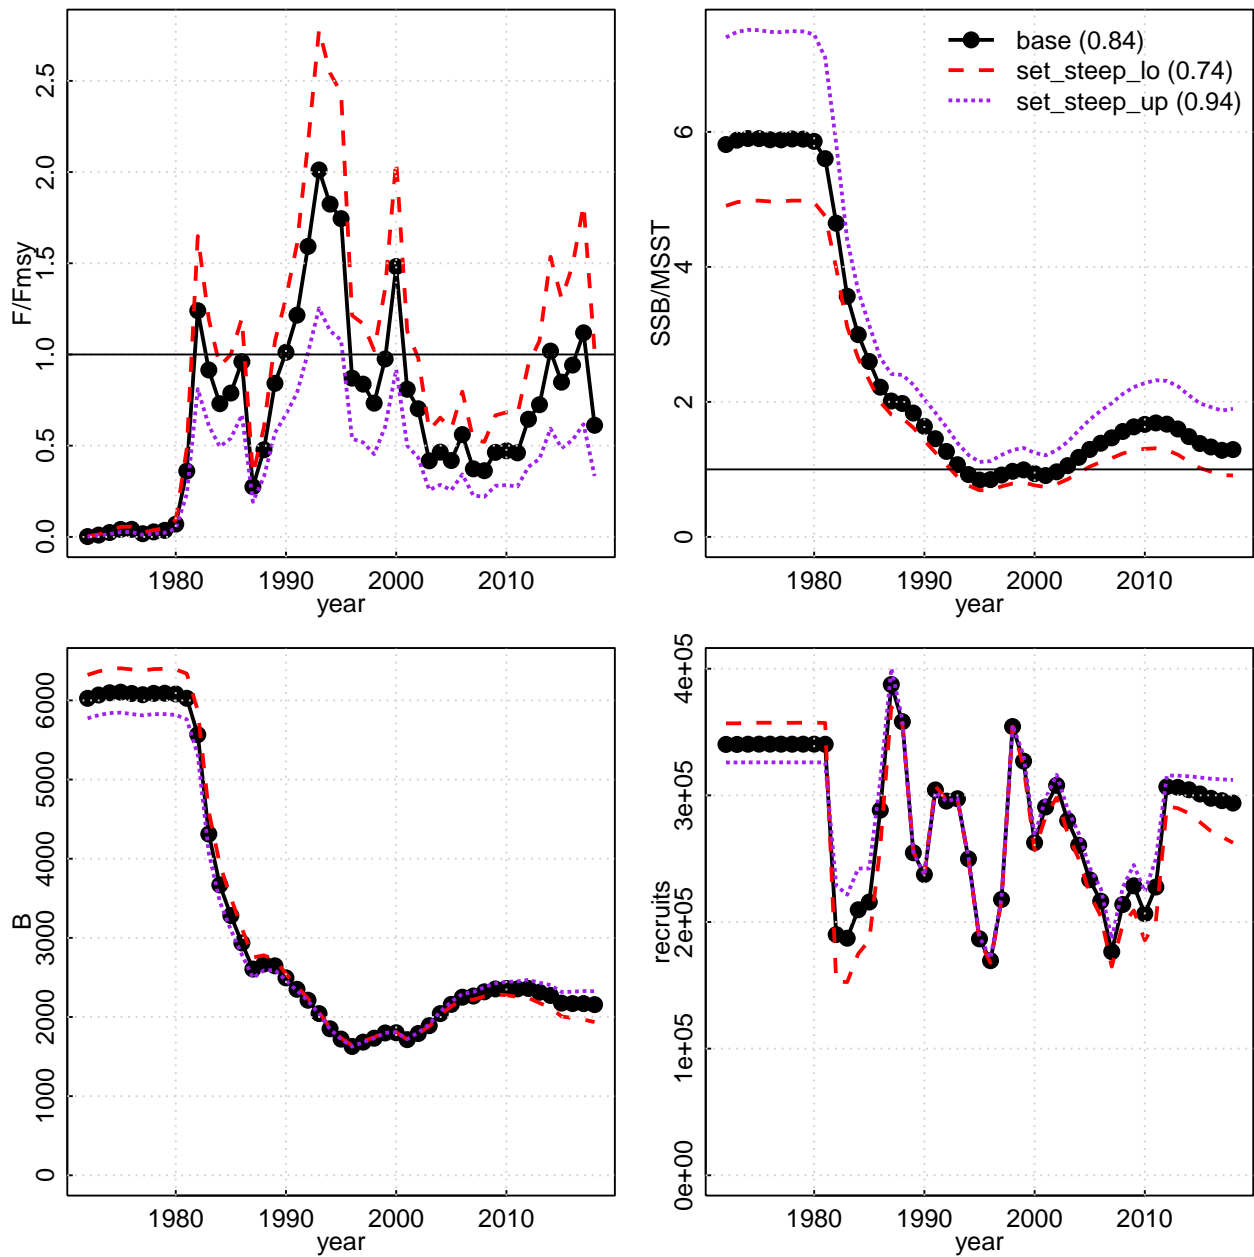 F/Fmsy
0.0 0.5 1.0 1.5 2.0 2.5
1980 1990 2000 2010
year
SSB/MSST
0 2 4 6
base (0.84)
set_steep_lo (0.74)
set_steep_up (0.94)
1980 1990 2000 2010
year
B
0 1000 2000 3000 4000 5000 6000
1980 1990 2000 2010
year
recruits
0e+00 1e+05 2e+05 3e+05 4e+05
1980 1990 2000 2010
year